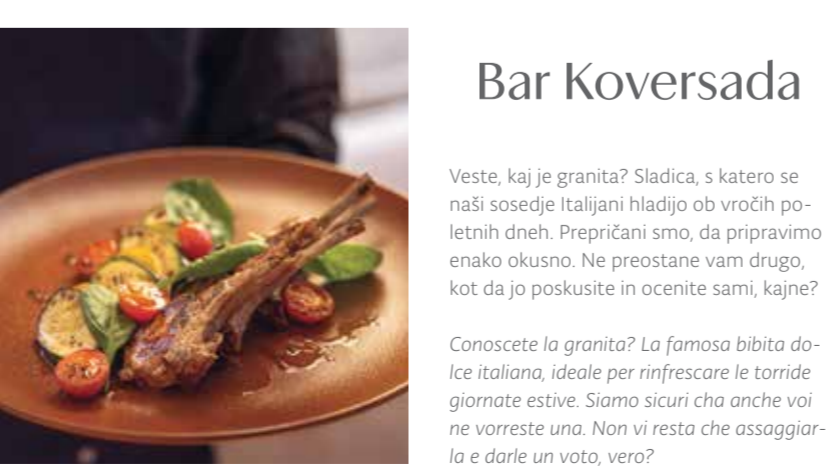 Bar Koversada
Veste, kaj je granita? Sladica, s katero se
naši sosedje Italijani hladijo ob vročih po-
letnih dneh. Prepričani smo, da pripravimo
enako okusno. Ne preostane vam drugo,
kot da jo poskusite in ocenite sami, kajne?
Conoscete la granita? La famosa bibita do-
lce italiana, ideale per rinfrescare le torride
giornate estive. Siamo sicuri cha anche voi
ne vorreste una. Non vi resta che assaggiar-
la e darle un voto, vero?